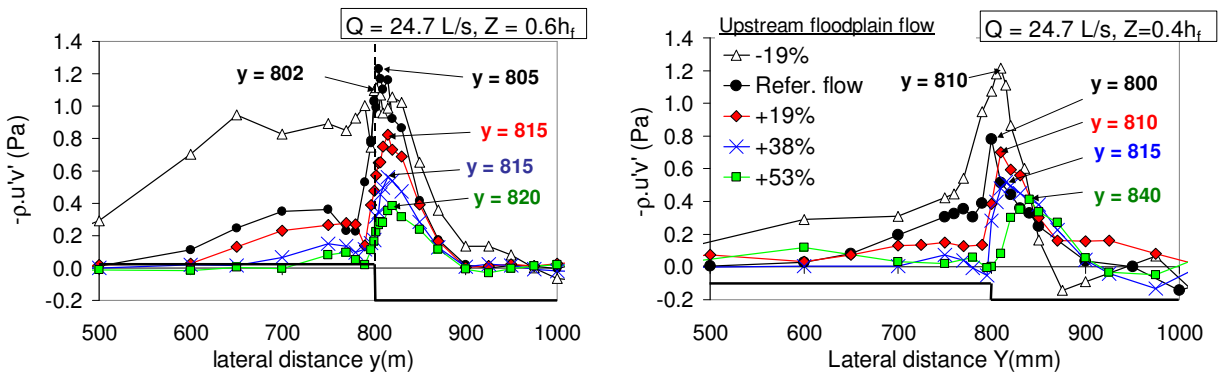 Q = 24.7 L/s, Z = 0.6hf
1.4
1.2
1.0
0.8
0.6
0.4
0.2
0.0
-0.2
-ρ.u'v' (Pa)
y = 802
y = 805
y = 815
y = 815
y = 820
500 600 700 800 900 1000
lateral distance y(m)
Upstream floodplain flow
Q = 24.7 L/s, Z=0.4hf
-19%
Refer. flow
+19%
+38%
+53%
1.4
1.2
1.0
0.8
0.6
0.4
0.2
0.0
-0.2
-ρ.u'v' (Pa)
y = 810
y = 800
y = 810
y = 815
y = 840
500 600 700 800 900 1000
Lateral distance Y(mm)